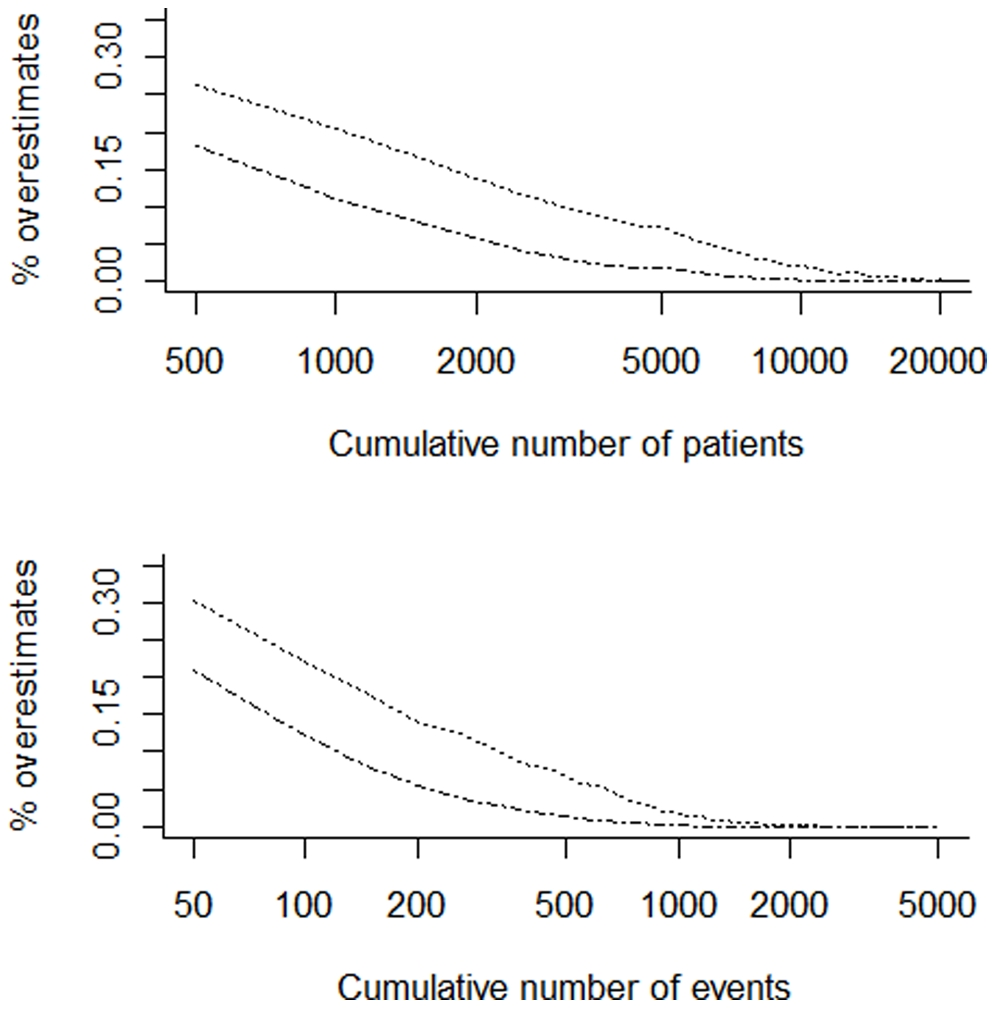 % overestimates
0.30
0.15
0.00
500 1000 2000 5000 10000 20000
Cumulative number of patients
% overestimates
0.30
0.15
0.00
50 100 200 500 1000 2000 5000
Cumulative number of events